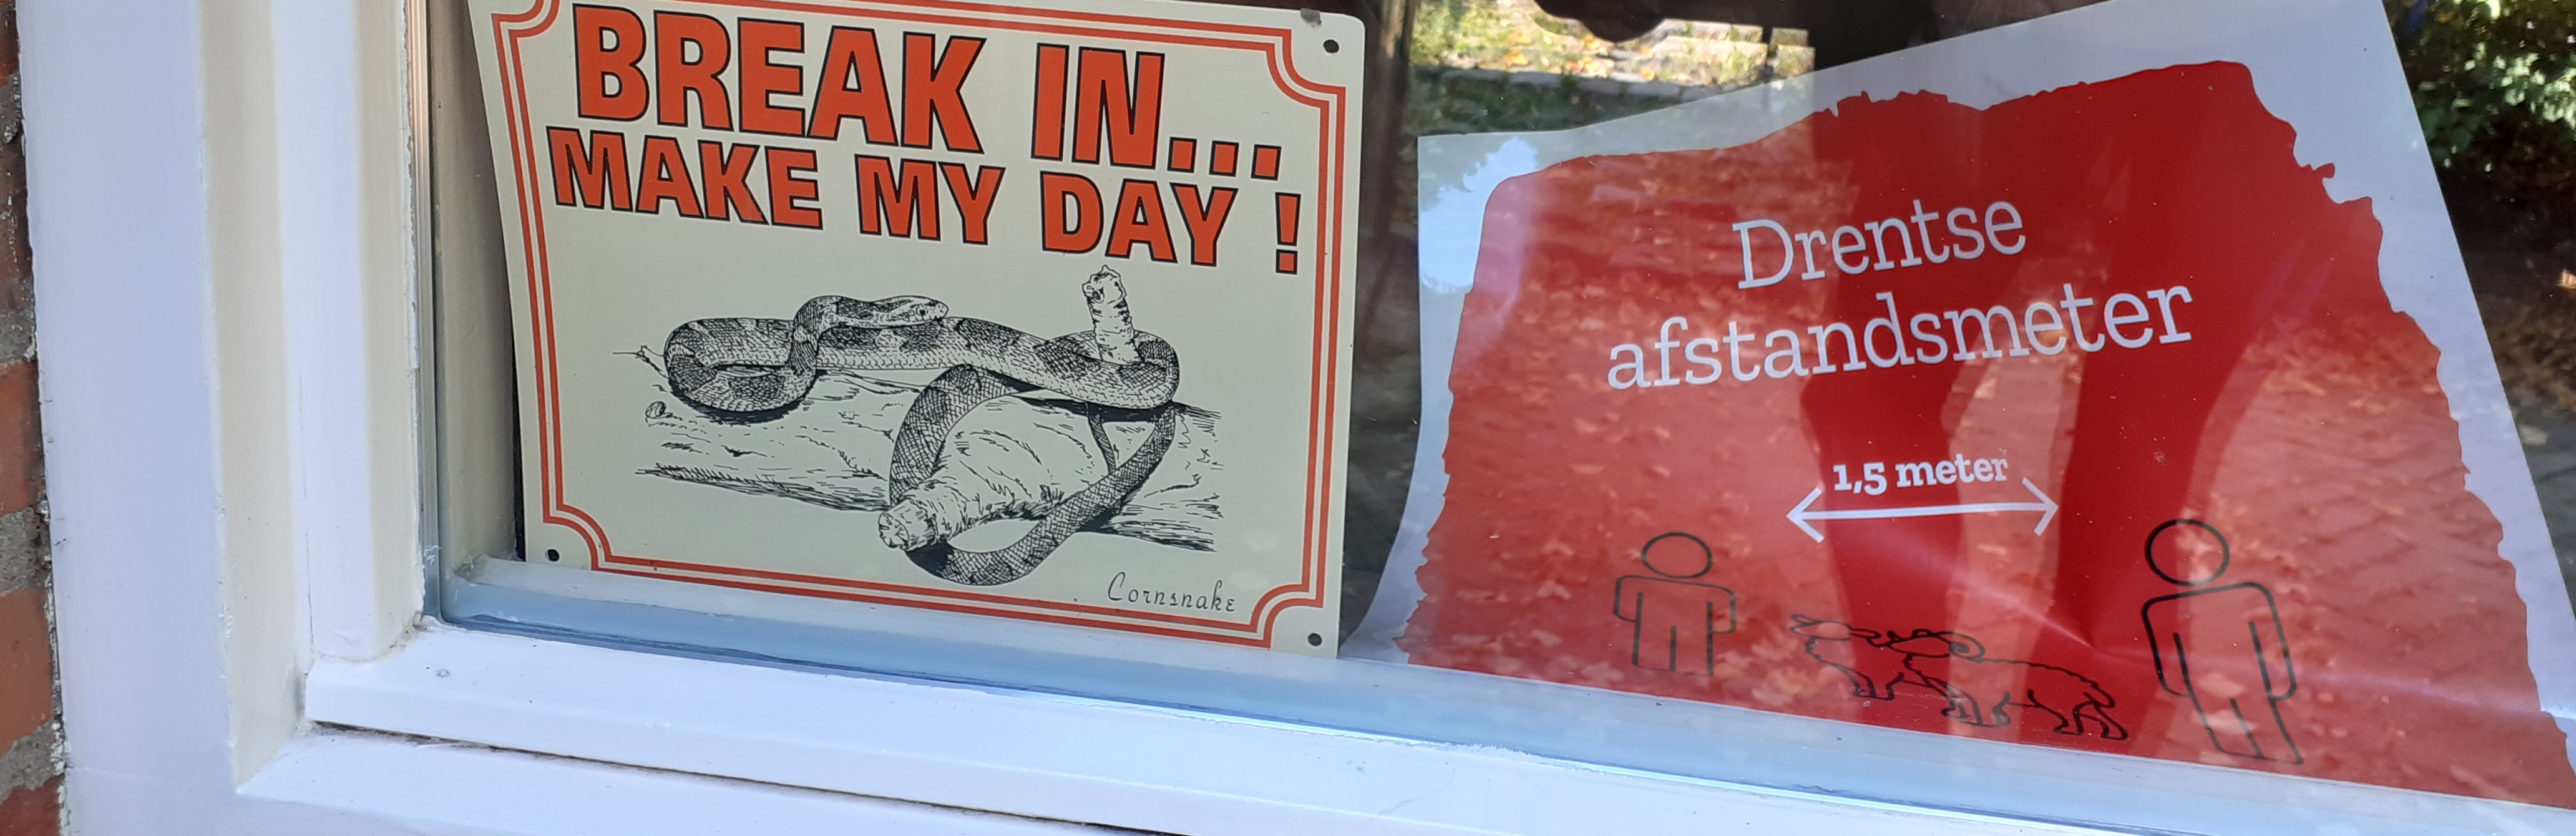 BREAK IN...
MAKE MY DAY !
Cornsnake
Drentse
afstandsmeter
1,5 meter